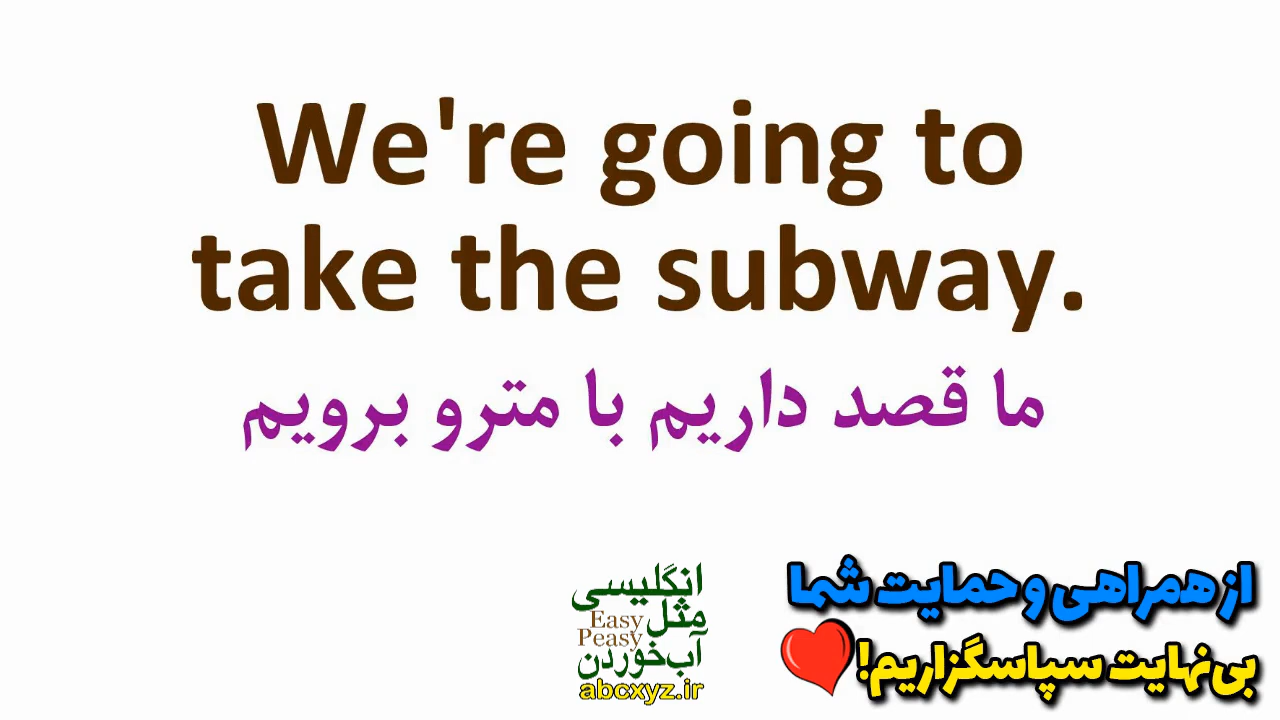 We're going to
take the subway.
ما قصد داریم با مترو برویم
انگلیسی
مثل
Easy
Peasy
آب‌خوردن
abcxyz.ir
از همراهی و حمایت شما
بی‌نهایت سپاسگزاریم!